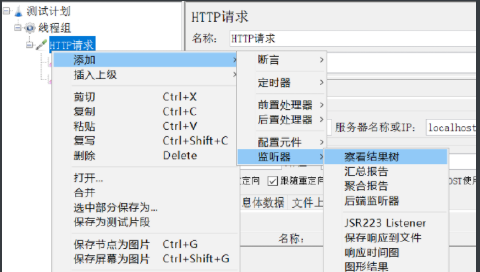 测试计划
线程组
HTTP请求
HTTP请求
名称： HTTP请求
添加
插入上级
剪切 Ctrl+X
复制 Ctrl+C
粘贴 Ctrl+V
复写 Ctrl+Shift+C
删除 Delete
打开...
合并
选中部分保存为...
保存为测试片段
保存节点为图片 Ctrl+G
保存屏幕为图片 Ctrl+Shift+G
断言
定时器
前置处理器
后置处理器
配置元件
监听器
服务器名称或IP： localhost
定向 跟随重定向
息体数据 文件上
名称：
察看结果树
汇总报告
聚合报告
后端监听器
JSR223 Listener
保存响应到文件
响应时间图
图形结果